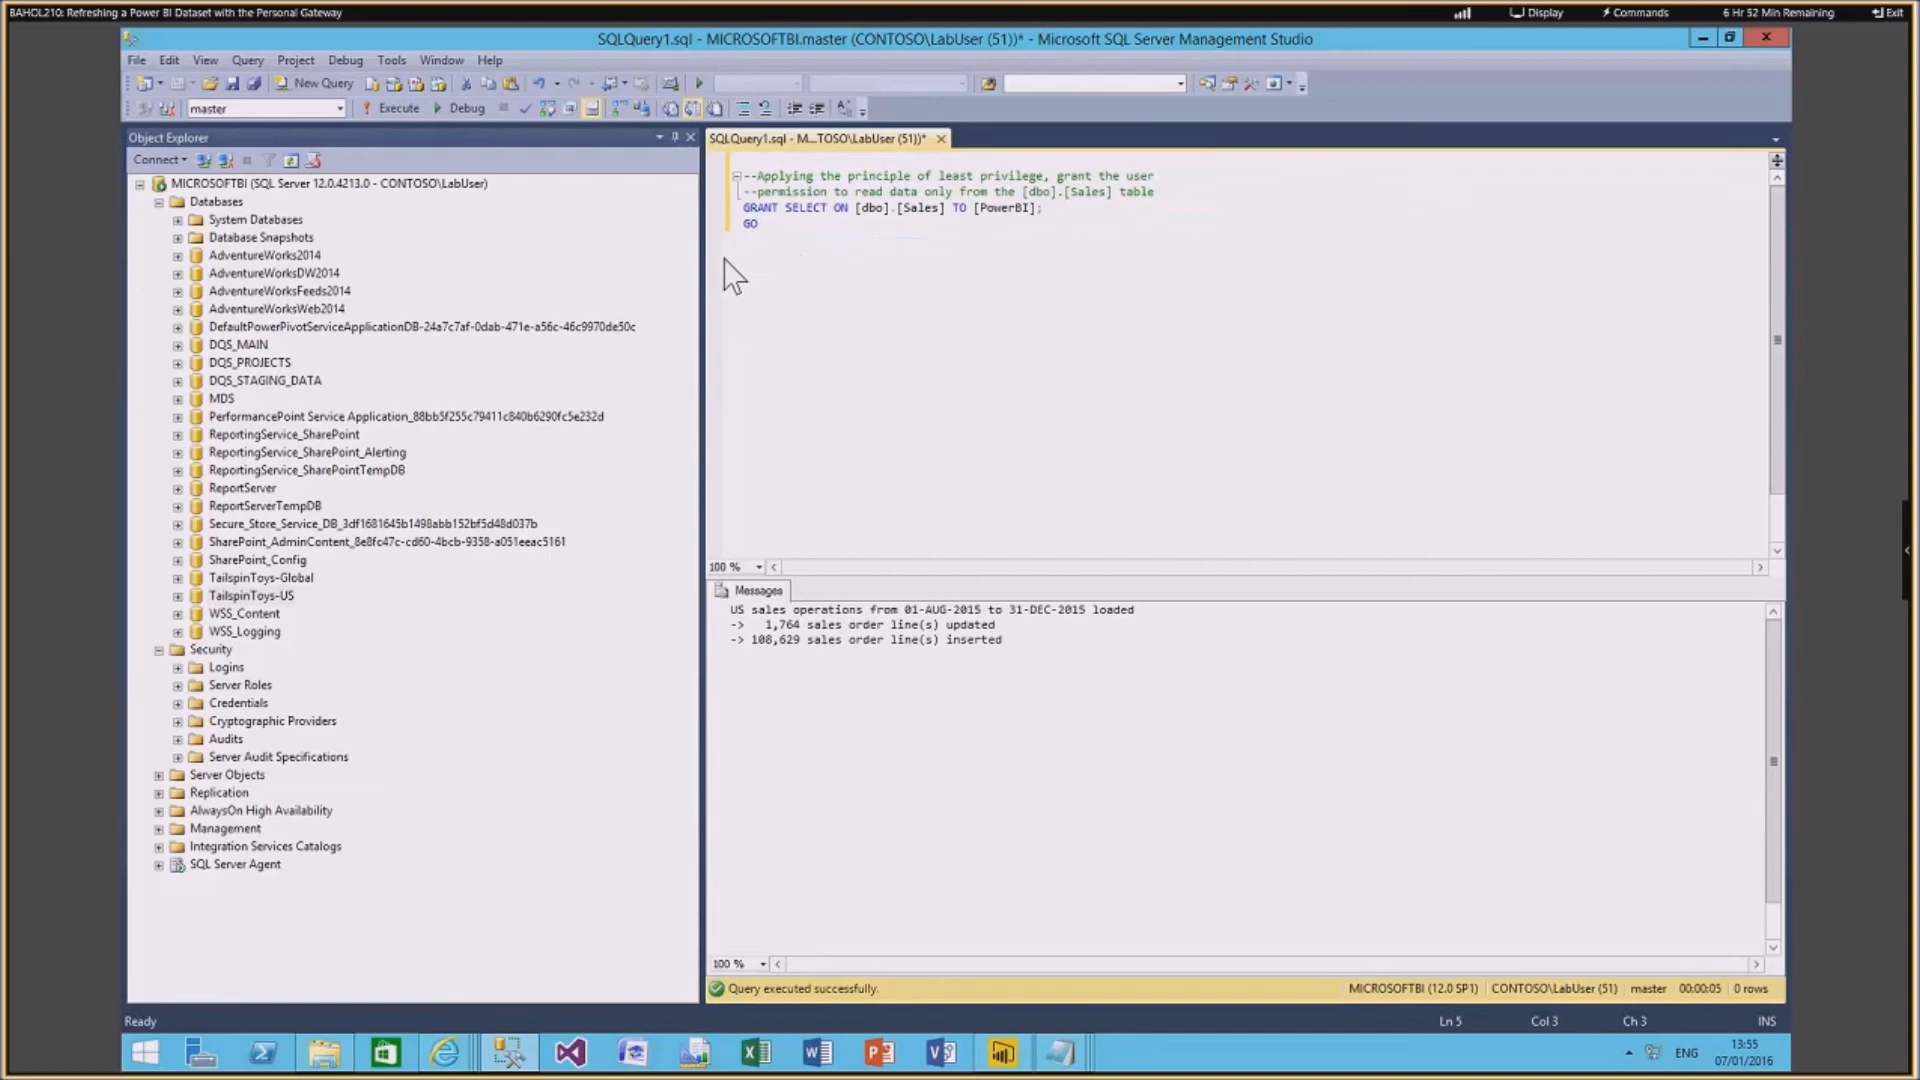 BAHOL210: Refreshing a Power BI Dataset with the Personal Gateway
Display
Commands
6 Hr 52 Min Remaining
Exit
SQLQuery1.sql - MICROSOFTBI.master (CONTOSO\LabUser (51))* - Microsoft SQL Server Management Studio
File Edit View Query Project Debug Tools Window Help
New Query
master
Execute
Debug
Object Explorer
Connect
MICROSOFTBI (SQL Server 12.0.4213.0 - CONTOSO\LabUser)
Databases
System Databases
Database Snapshots
AdventureWorks2014
AdventureWorksDW2014
AdventureWorksFeeds2014
AdventureWorksWeb2014
DefaultPowerPivotServiceApplicationDB-24a7c7af-0dab-471e-a56c-46c9970de50c
DQS_MAIN
DQS_PROJECTS
DQS_STAGING_DATA
MDS
PerformancePoint Service Application_88bb5f255c79411c840b6290fc5e232d
ReportingService_SharePoint
ReportingService_SharePoint_Alerting
ReportingService_SharePointTempDB
ReportServer
ReportServerTempDB
Secure_Store_Service_DB_3df1681645b1498abb152bf5d48d037b
SharePoint_AdminContent_8e8fc47c-cd60-4bcb-9358-a051eeac5161
SharePoint_Config
TailspinToys-Global
TailspinToys-US
WSS_Content
WSS_Logging
Security
Logins
Server Roles
Credentials
Cryptographic Providers
Audits
Server Audit Specifications
Server Objects
Replication
AlwaysOn High Availability
Management
Integration Services Catalogs
SQL Server Agent
SQLQuery1.sql - M...TOSO\LabUser (51))*
--Applying the principle of least privilege, grant the user
--permission to read data only from the [dbo].[Sales] table
GRANT SELECT ON [dbo].[Sales] TO [PowerBI];
GO
100 %
Messages
US sales operations from 01-AUG-2015 to 31-DEC-2015 loaded
-> 1,764 sales order line(s) updated
-> 108,629 sales order line(s) inserted
100 %
Query executed successfully.
MICROSOFTBI (12.0 SP1)
CONTOSO\LabUser (51)
master
00:00:05
0 rows
Ready
Ln 5
Col 3
Ch 3
INS
ENG
13:55
07/01/2016